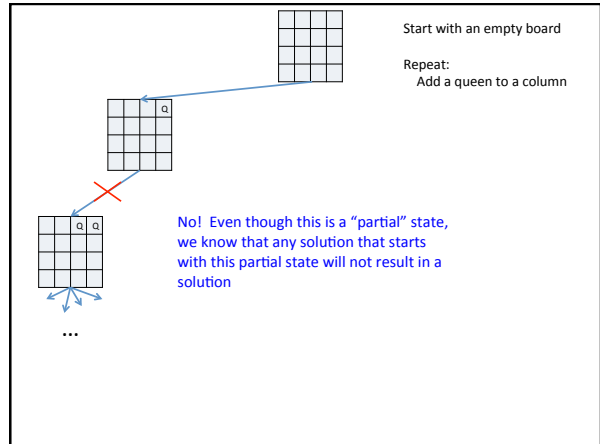 Start with an empty board
Repeat:
Add a queen to a column
Q
Q Q
No! Even though this is a “partial” state,
we know that any solution that starts
with this partial state will not result in a
solution
...